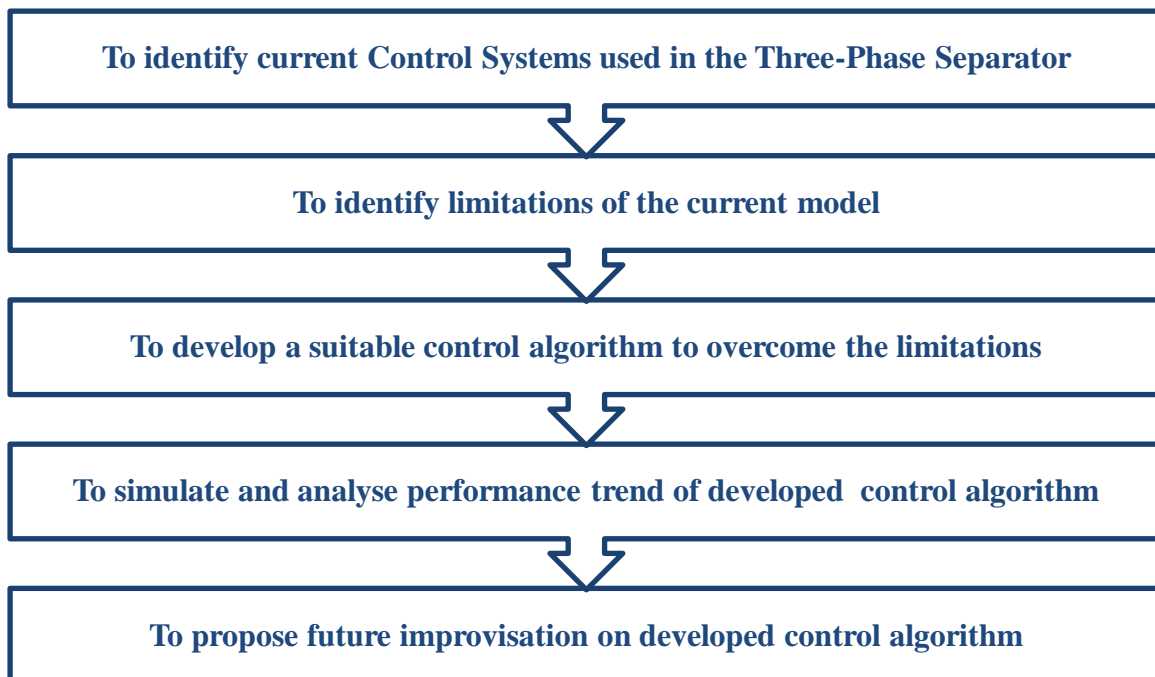 To identify current Control Systems used in the Three-Phase Separator
To identify limitations of the current model
To develop a suitable control algorithm to overcome the limitations
To simulate and analyse performance trend of developed  control algorithm
To propose future improvisation on developed control algorithm